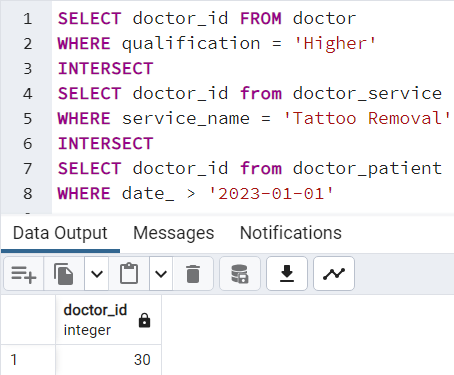 1 SELECT doctor_id FROM doctor
2 WHERE qualification = 'Higher'
3 INTERSECT
4 SELECT doctor_id from doctor_service
5 WHERE service_name = 'Tattoo Removal'
6 INTERSECT
7 SELECT doctor_id from doctor_patient
8 WHERE date_ > '2023-01-01'
Data Output Messages Notifications
doctor_id
integer
1 30